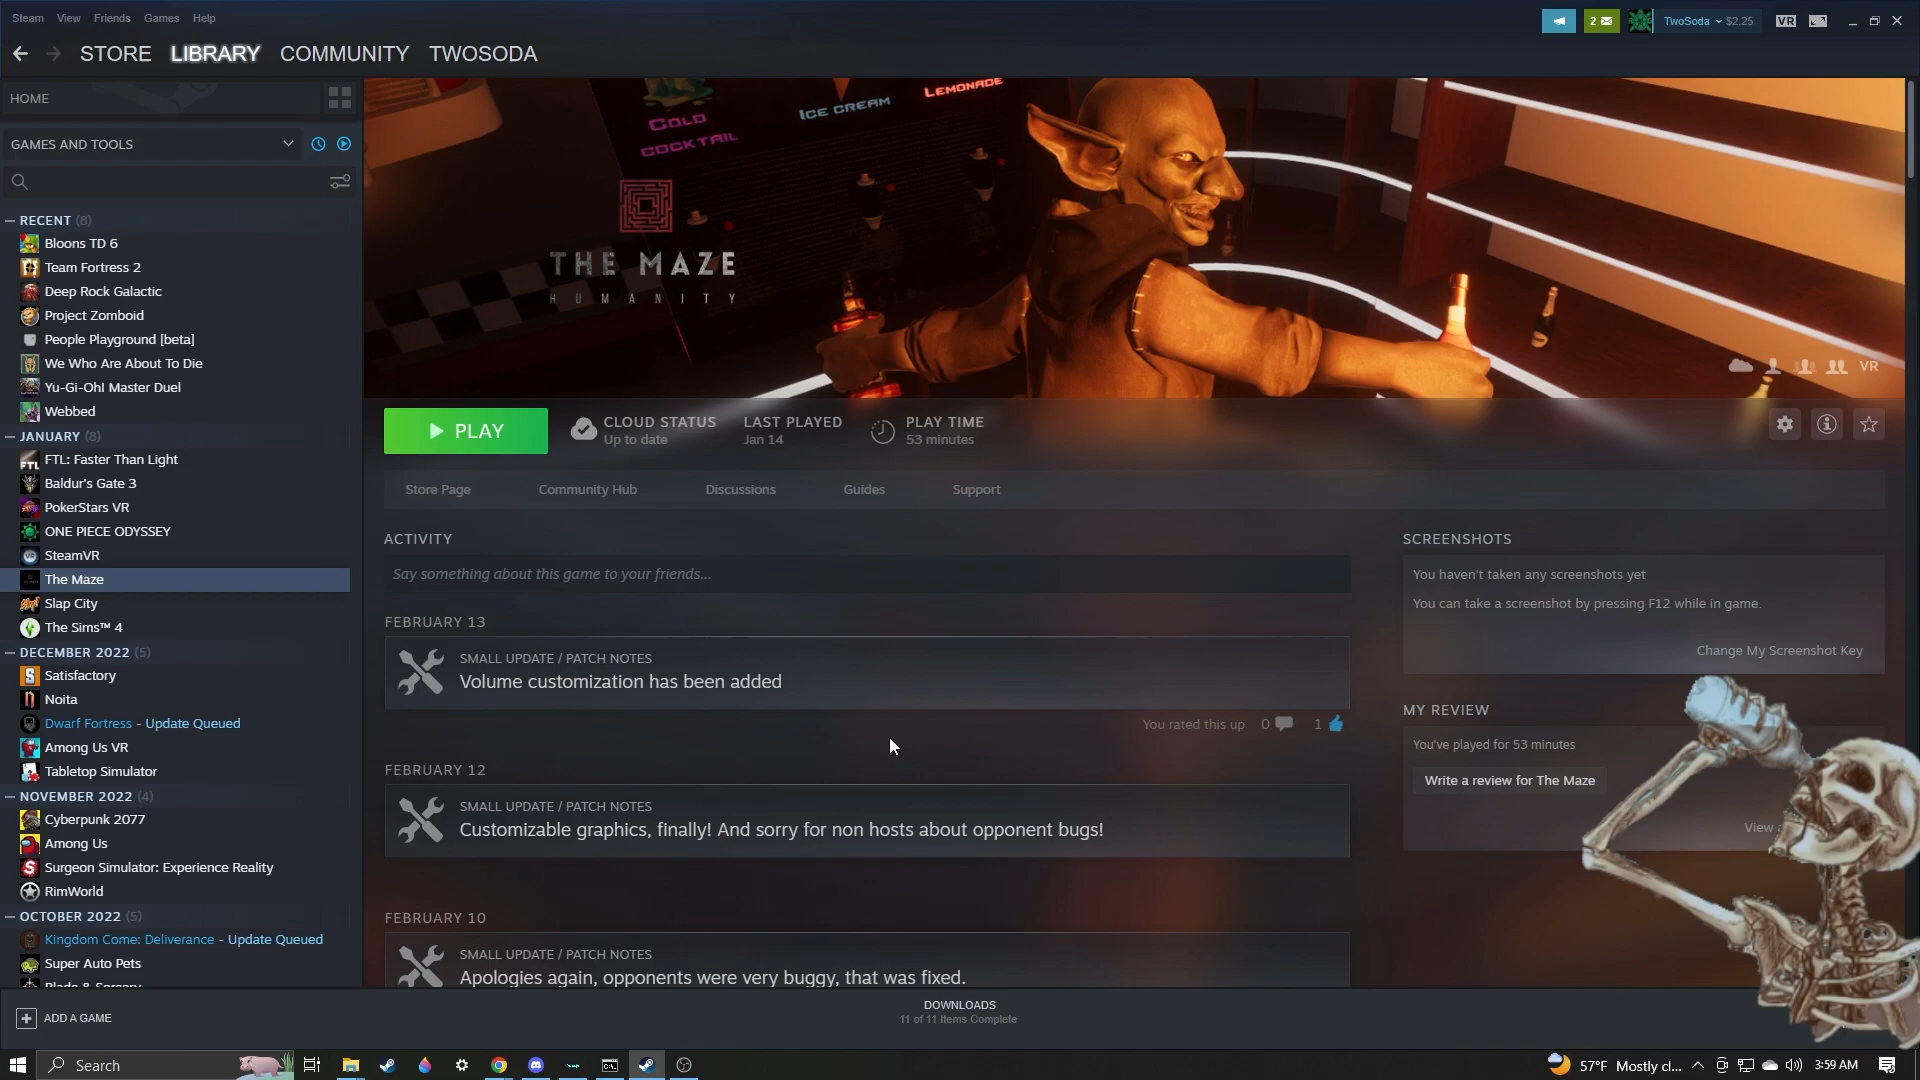 Steam View Friends Games Help
2
TwoSoda $2.25
VR
STORE LIBRARY COMMUNITY TWOSODA
HOME
GAMES AND TOOLS
— RECENT (8)
Bloons TD 6
Team Fortress 2
Deep Rock Galactic
Project Zomboid
People Playground [beta]
We Who Are About To Die
Yu-Gi-Oh! Master Duel
Webbed
— JANUARY (8)
FTL: Faster Than Light
Baldur's Gate 3
PokerStars VR
ONE PIECE ODYSSEY
SteamVR
The Maze
Slap City
The Sims™ 4
— DECEMBER 2022 (5)
Satisfactory
Noita
Dwarf Fortress - Update Queued
Among Us VR
Tabletop Simulator
— NOVEMBER 2022 (4)
Cyberpunk 2077
Among Us
Surgeon Simulator: Experience Reality
RimWorld
— OCTOBER 2022 (5)
Kingdom Come: Deliverance - Update Queued
Super Auto Pets
Blade & Sorcery
ADD A GAME
COLD
COCKTAIL
ICE CREAM
LEMONADE
THE MAZE
HUMANITY
VR
PLAY
CLOUD STATUS
Up to date
LAST PLAYED
Jan 14
PLAY TIME
53 minutes
Store Page Community Hub Discussions Guides Support
ACTIVITY
Say something about this game to your friends...
FEBRUARY 13
SMALL UPDATE / PATCH NOTES
Volume customization has been added
You rated this up 0 1
FEBRUARY 12
SMALL UPDATE / PATCH NOTES
Customizable graphics, finally! And sorry for non hosts about opponent bugs!
FEBRUARY 10
SMALL UPDATE / PATCH NOTES
Apologies again, opponents were very buggy, that was fixed.
SCREENSHOTS
You haven't taken any screenshots yet
You can take a screenshot by pressing F12 while in game.
Change My Screenshot Key
MY REVIEW
You've played for 53 minutes
Write a review for The Maze
View
DOWNLOADS
11 of 11 Items Complete
Search
57°F Mostly cl...
3:59 AM